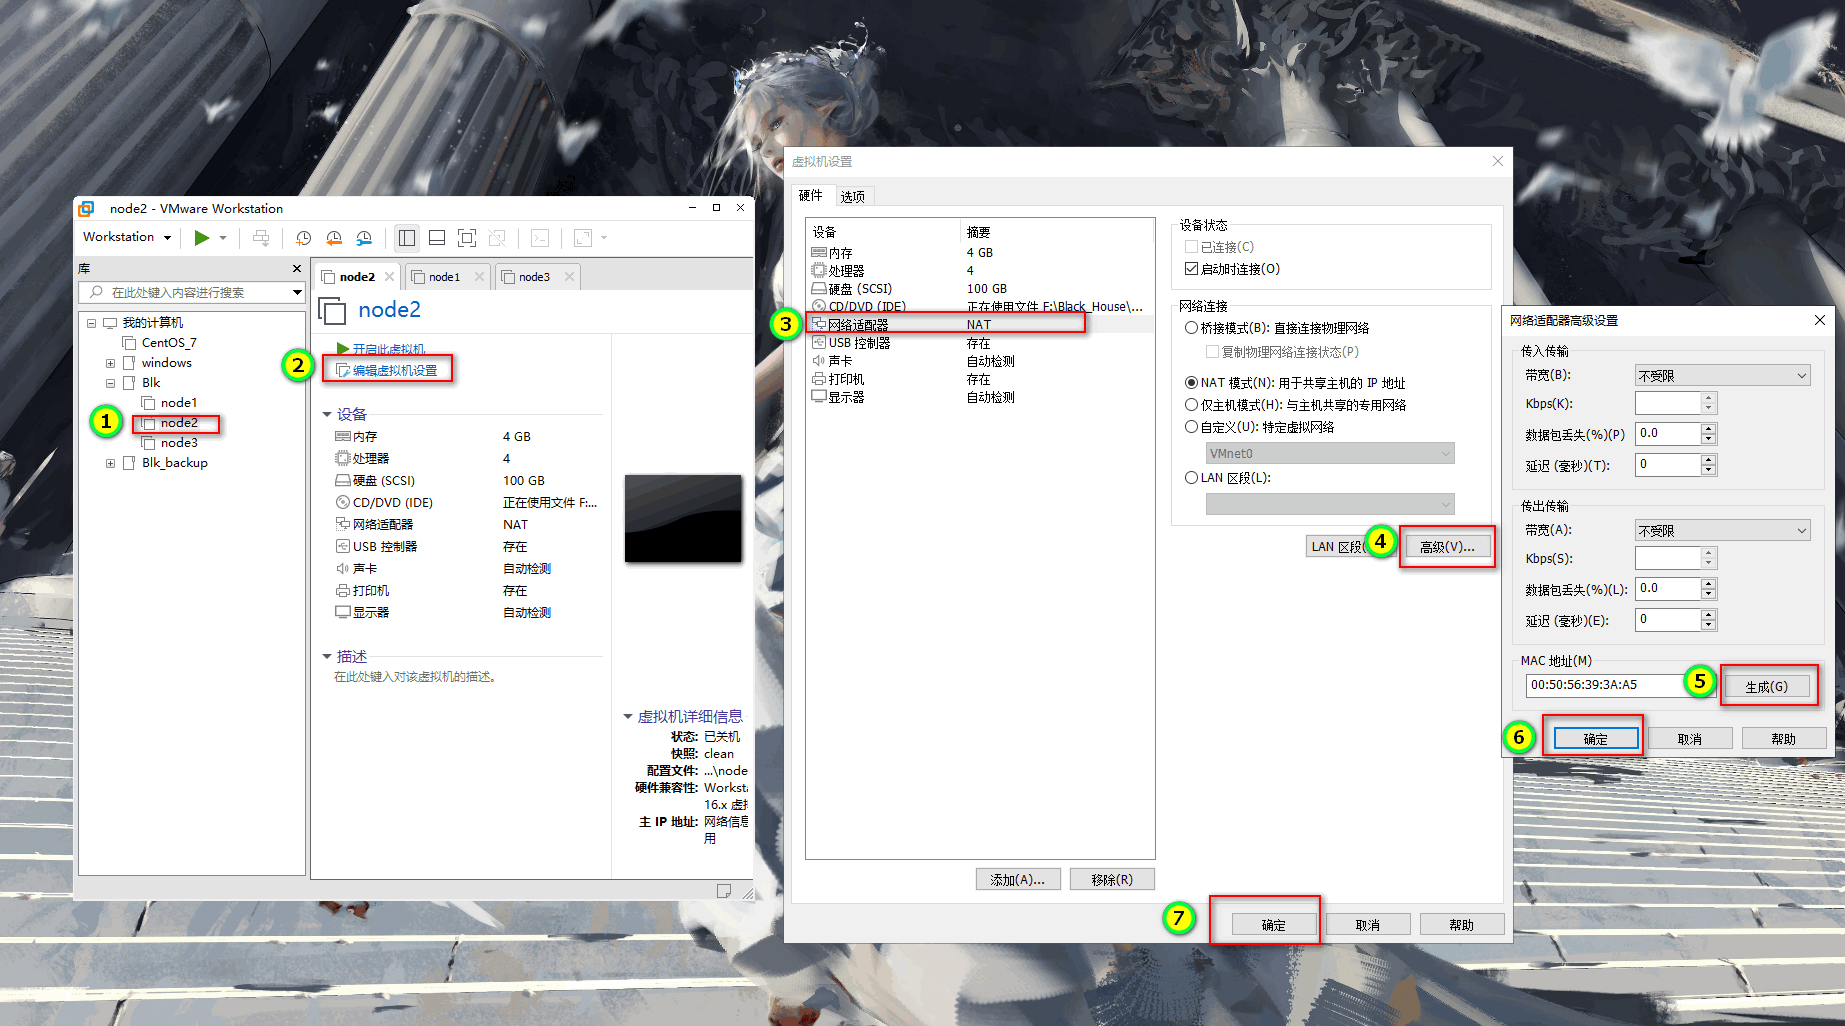 node2 - VMware Workstation
Workstation
库
在此处键入内容进行搜索
我的计算机
CentOS_7
windows
Blk
node1
node2
node3
Blk_backup
1
node2
node1
node3
node2
开启此虚拟机
2
编辑虚拟机设置
设备
内存 4 GB
处理器 4
硬盘 (SCSI) 100 GB
CD/DVD (IDE) 正在使用文件 F:...
网络适配器 NAT
USB 控制器 存在
声卡 自动检测
打印机 存在
显示器 自动检测
描述
在此处键入对该虚拟机的描述。
虚拟机详细信息
状态: 已关机
快照: clean
配置文件: ...\node
硬件兼容性: Worksta
16.x 虚拟
主 IP 地址: 网络信息
用
虚拟机设置
硬件 选项
设备 摘要
内存 4 GB
处理器 4
硬盘 (SCSI) 100 GB
CD/DVD (IDE) 正在使用文件 F:\Black_House\...
3
网络适配器 NAT
USB 控制器 存在
声卡 自动检测
打印机 存在
显示器 自动检测
添加(A)... 移除(R)
设备状态
已连接(C)
启动时连接(O)
网络连接
桥接模式(B): 直接连接物理网络
复制物理网络连接状态(P)
NAT 模式(N): 用于共享主机的 IP 地址
仅主机模式(H): 与主机共享的专用网络
自定义(U): 特定虚拟网络
VMnet0
LAN 区段(L):
LAN 区段(
4
高级(V)...
7
确定 取消 帮助
网络适配器高级设置
传入传输
带宽(B): 不受限
Kbps(K):
数据包丢失(%)(P) 0.0
延迟 (毫秒)(T): 0
传出传输
带宽(A): 不受限
Kbps(S):
数据包丢失(%)(L): 0.0
延迟 (毫秒)(E): 0
MAC 地址(M)
00:50:56:39:3A:A5
5
生成(G)
6
确定 取消 帮助